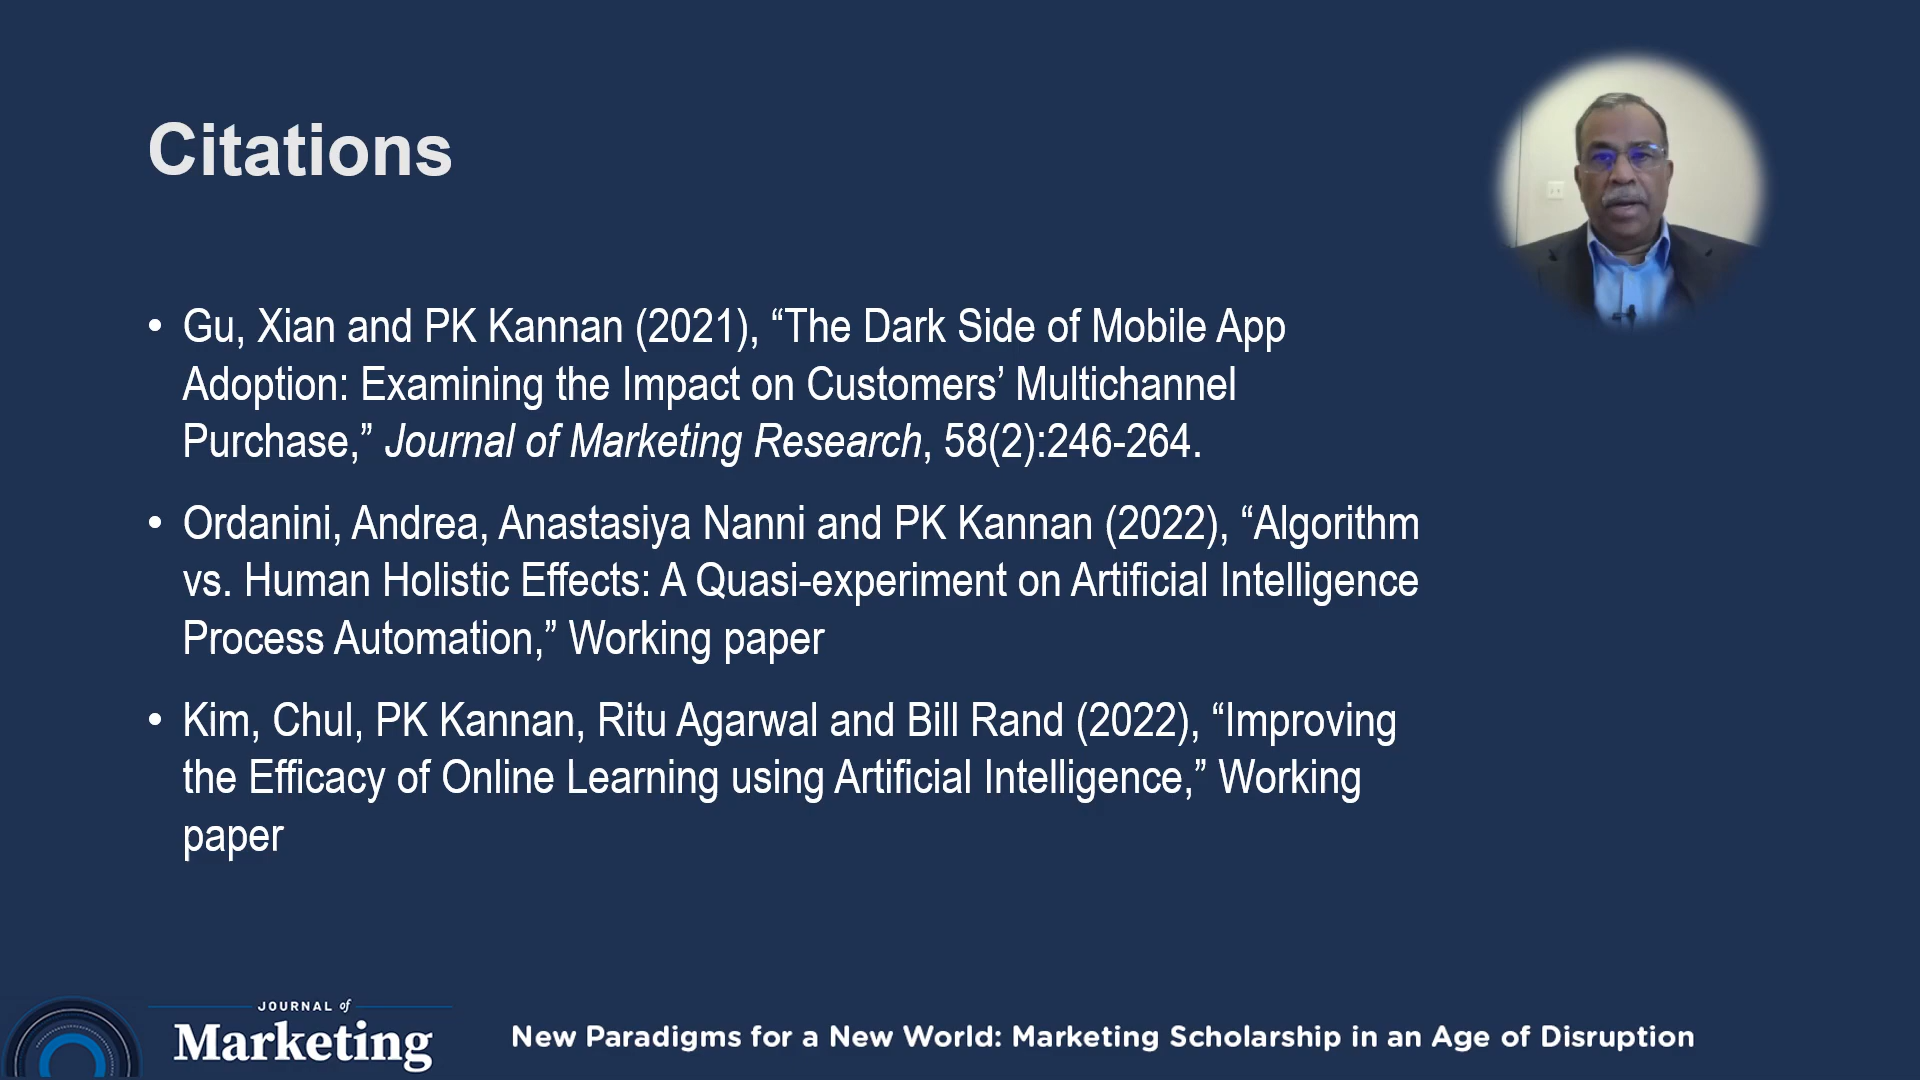 Citations
• Gu, Xian and PK Kannan (2021), “The Dark Side of Mobile App
Adoption: Examining the Impact on Customers’ Multichannel
Purchase,” Journal of Marketing Research, 58(2):246-264.
• Ordanini, Andrea, Anastasiya Nanni and PK Kannan (2022), “Algorithm
vs. Human Holistic Effects: A Quasi-experiment on Artificial Intelligence
Process Automation,” Working paper
• Kim, Chul, PK Kannan, Ritu Agarwal and Bill Rand (2022), “Improving
the Efficacy of Online Learning using Artificial Intelligence,” Working
paper
JOURNAL of
Marketing
New Paradigms for a New World: Marketing Scholarship in an Age of Disruption